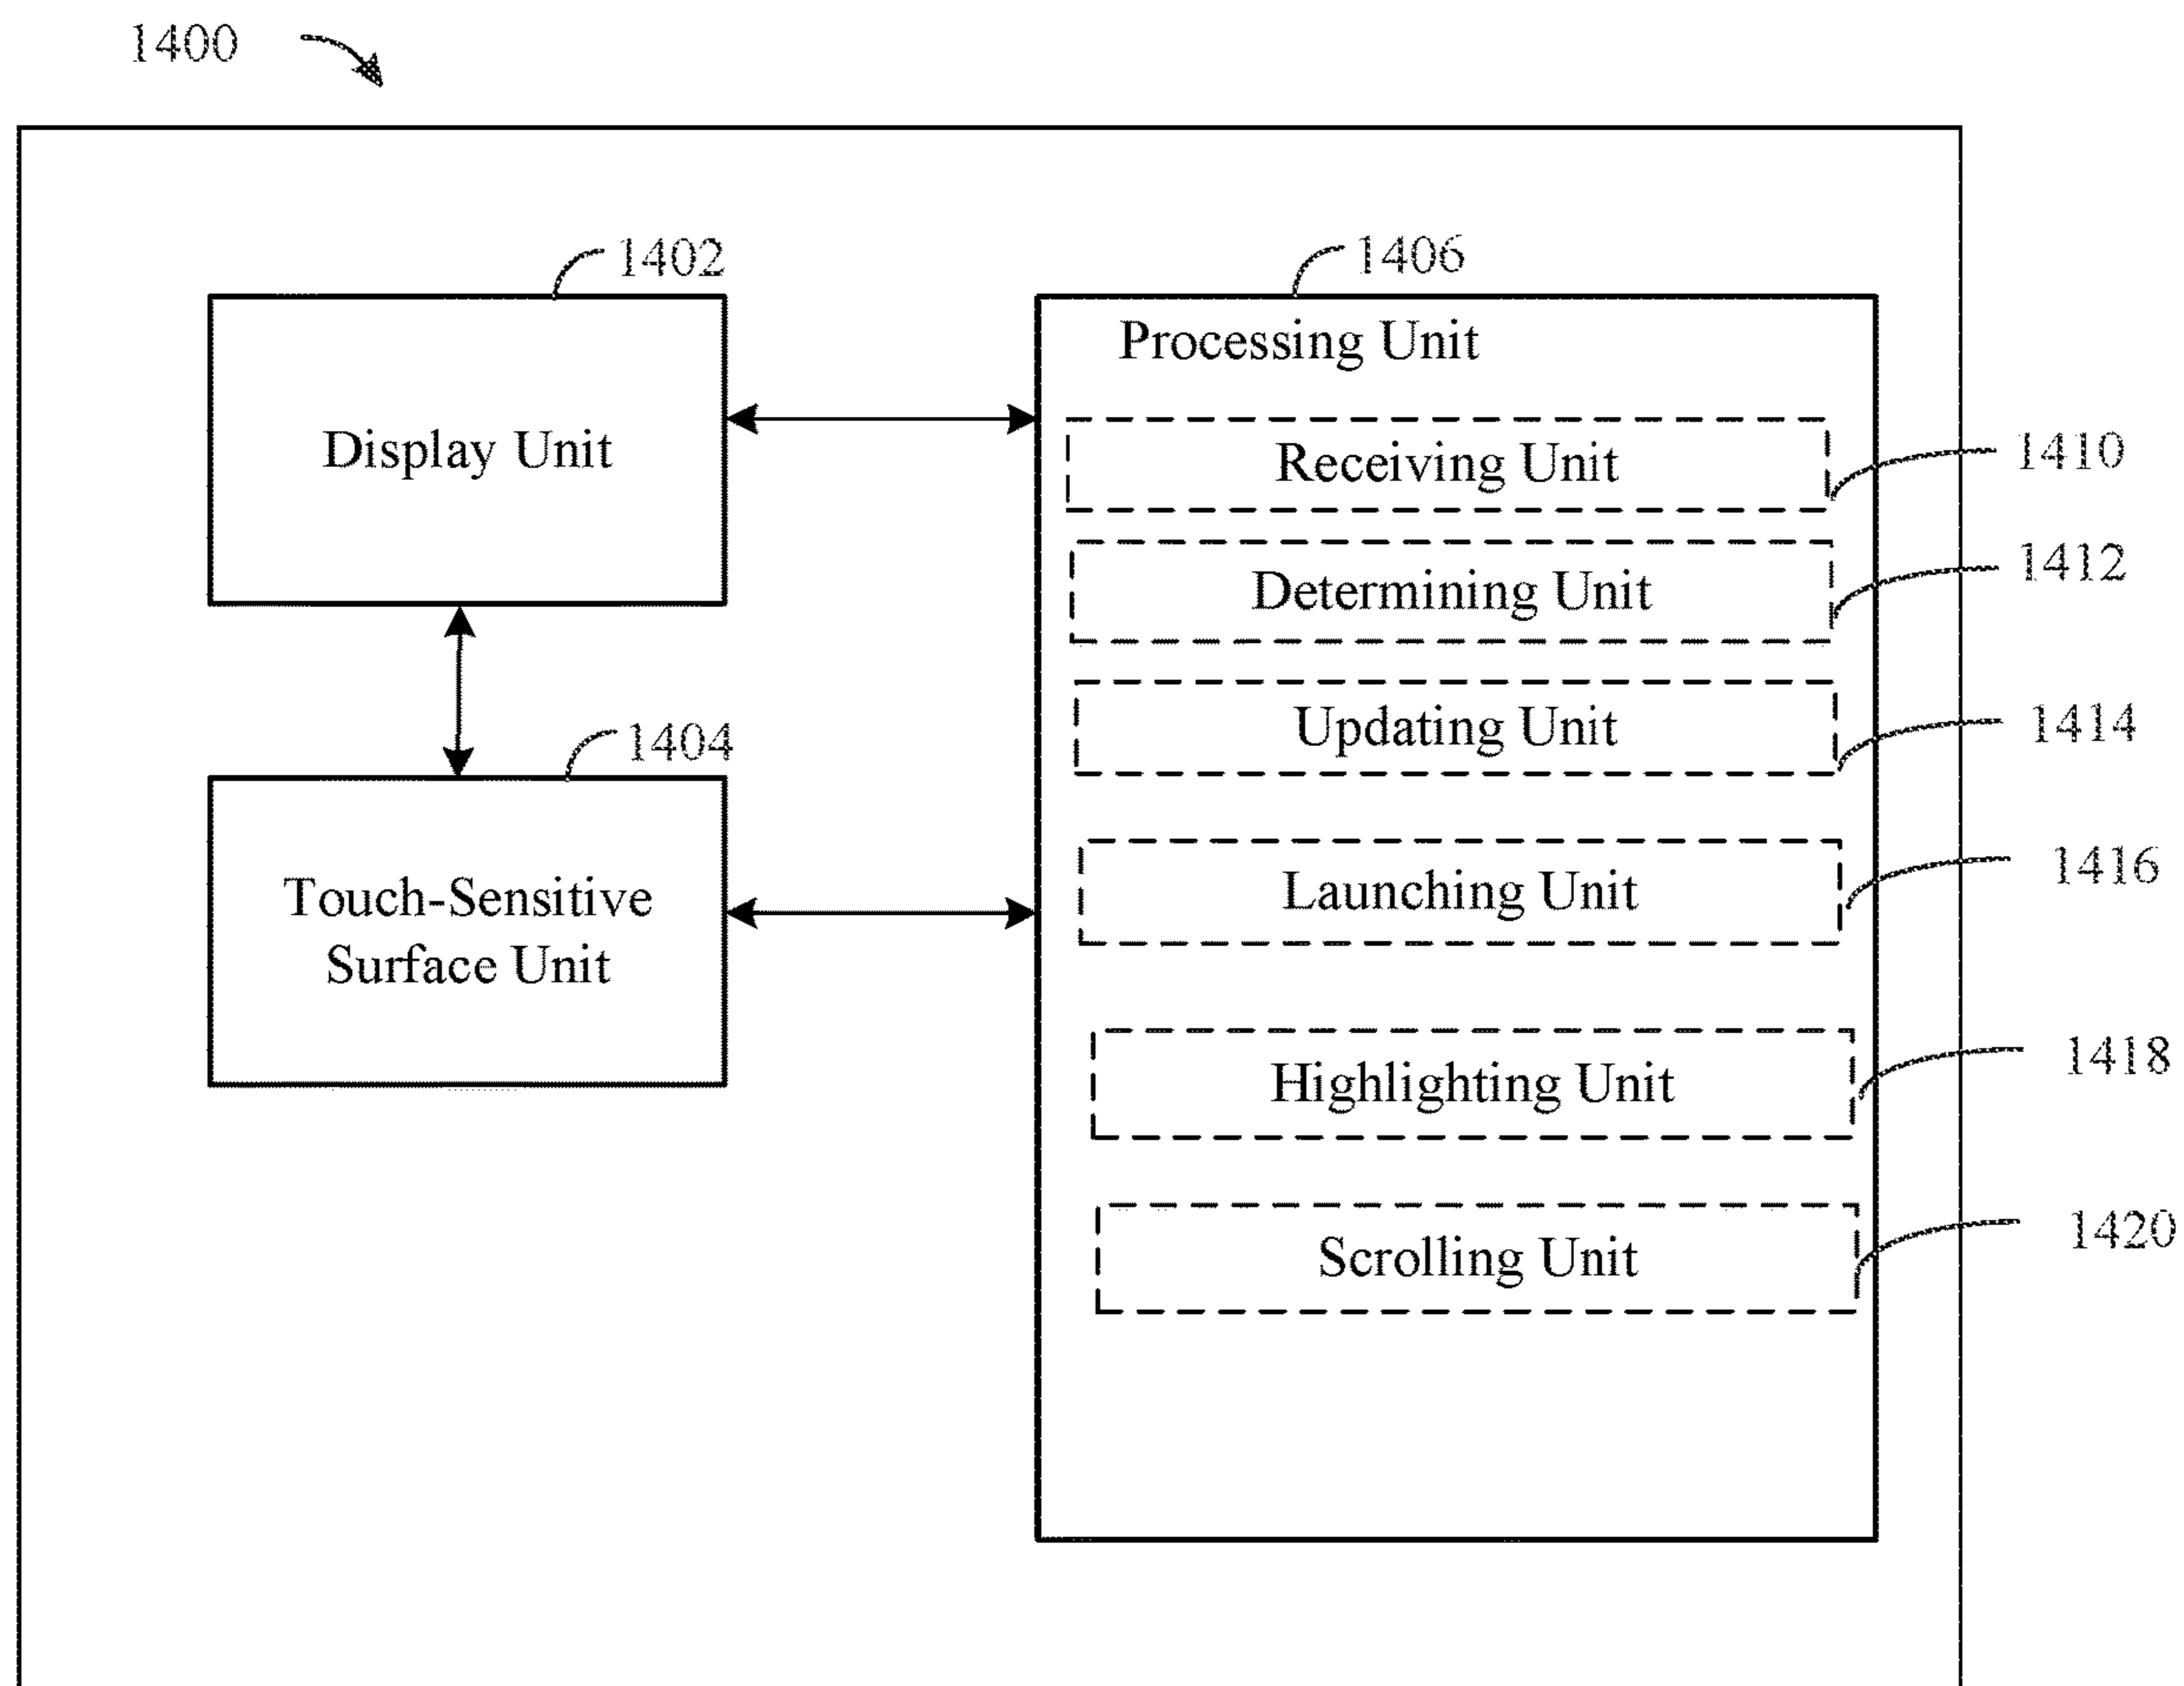 1400
1402
1406
Display Unit
Processing Unit
Receiving Unit
1410
Determining Unit
1412
Updating Unit
1414
1404
Touch-Sensitive
Surface Unit
Launching Unit
1416
Highlighting Unit
1418
Scrolling Unit
1420